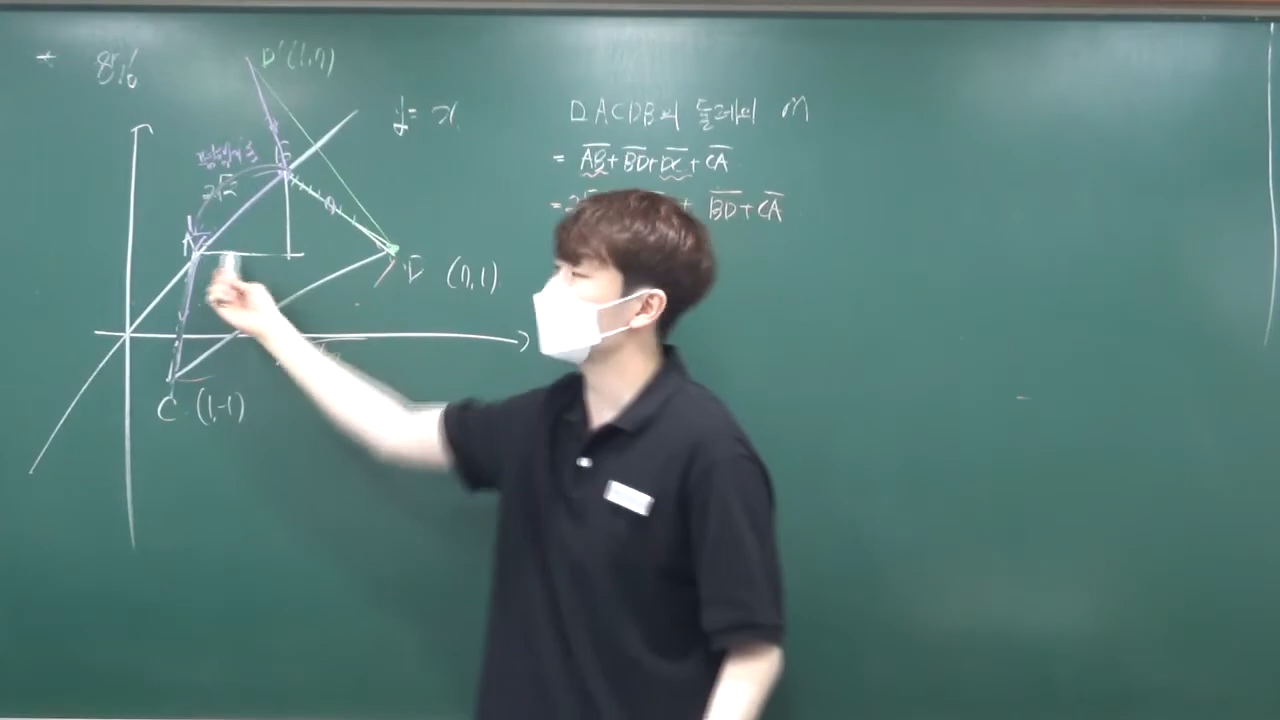 D'(1,7)
y = x
□ACDB의 둘레의 m
= AB+BD+DC+CA
2√2
BD+CA
B
A
D (7,1)
C (1,-1)